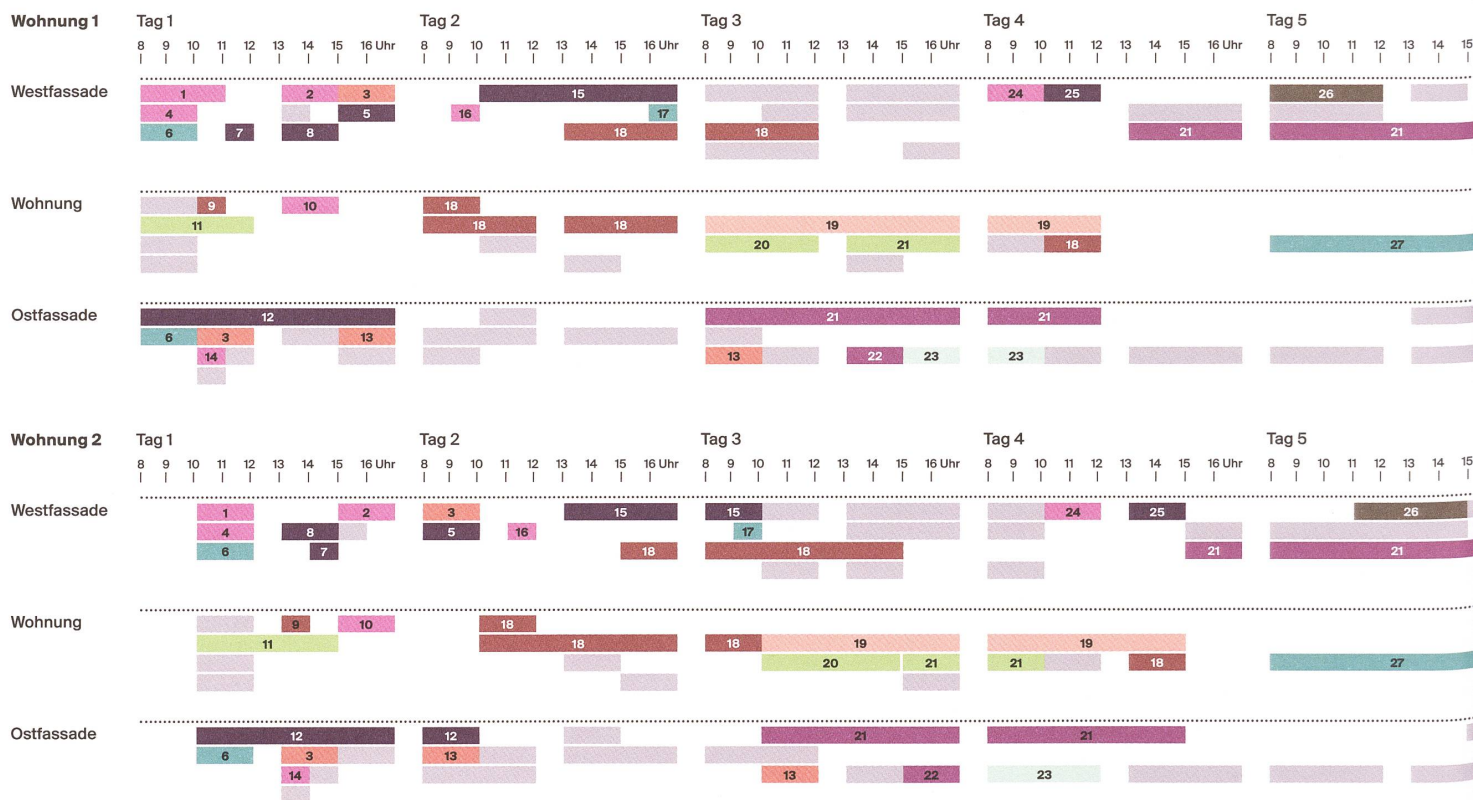 Wohnung 1 Tag 1 Tag 2 Tag 3 Tag 4 Tag 5
8 9 10 11 12 13 14 15 16 Uhr 8 9 10 11 12 13 14 15 16 Uhr 8 9 10 11 12 13 14 15 16 Uhr 8 9 10 11 12 13 14 15 16 Uhr 8 9 10 11 12 13 14 15
Westfassade 1 2 3 15 24 25 26
4 5 16 17
6 7 8 18 18 21 21
Wohnung 9 10 18
11 18 18 19 19
20 21 18 27
Ostfassade 12 21 21
6 3 13
14 13 22 23 23
Wohnung 2 Tag 1 Tag 2 Tag 3 Tag 4 Tag 5
8 9 10 11 12 13 14 15 16 Uhr 8 9 10 11 12 13 14 15 16 Uhr 8 9 10 11 12 13 14 15 16 Uhr 8 9 10 11 12 13 14 15 16 Uhr 8 9 10 11 12 13 14 15
Westfassade 1 2 3 15 15 24 25 26
4 8 5 16 17
6 7 18 18 21 21
Wohnung 9 10 18
11 18 18 19 19
20 21 21 18 27
Ostfassade 12 12 21 21
6 3 13
14 13 22 23